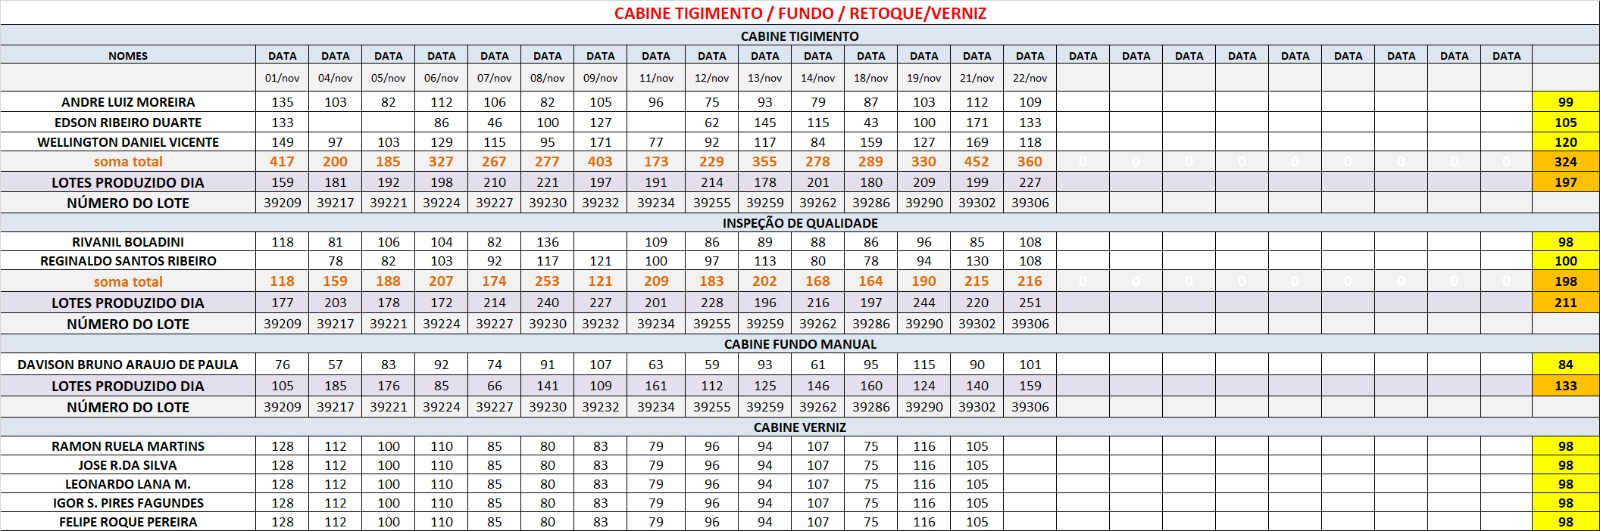 CABINE TIGIMENTO / FUNDO / RETOQUE/VERNIZ
CABINE TIGIMENTO
NOMES DATA DATA DATA DATA DATA DATA DATA DATA DATA DATA DATA DATA DATA DATA DATA DATA DATA DATA DATA DATA DATA DATA DATA DATA
01/nov 04/nov 05/nov 06/nov 07/nov 08/nov 09/nov 11/nov 12/nov 13/nov 14/nov 18/nov 19/nov 21/nov 22/nov
ANDRE LUIZ MOREIRA 135 103 82 112 106 82 105 96 75 93 79 87 103 112 109 99
EDSON RIBEIRO DUARTE 133 86 46 100 127 62 145 115 43 100 171 133 105
WELLINGTON DANIEL VICENTE 149 97 103 129 115 95 171 77 92 117 84 159 127 169 118 120
soma total 417 200 185 327 267 277 403 173 229 355 278 289 330 452 360 0 0 0 0 0 0 0 0 0 324
LOTES PRODUZIDO DIA 159 181 192 198 210 221 197 191 214 178 201 180 209 199 227 197
NÚMERO DO LOTE 39209 39217 39221 39224 39227 39230 39232 39234 39255 39259 39262 39286 39290 39302 39306
INSPEÇÃO DE QUALIDADE
RIVANIL BOLADINI 118 81 106 104 82 136 109 86 89 88 86 96 85 108 98
REGINALDO SANTOS RIBEIRO 78 82 103 92 117 121 100 97 113 80 78 94 130 108 100
soma total 118 159 188 207 174 253 121 209 183 202 168 164 190 215 216 0 0 0 0 0 0 0 0 0 198
LOTES PRODUZIDO DIA 177 203 178 172 214 240 227 201 228 196 216 197 244 220 251 211
NÚMERO DO LOTE 39209 39217 39221 39224 39227 39230 39232 39234 39255 39259 39262 39286 39290 39302 39306
CABINE FUNDO MANUAL
DAVISON BRUNO ARAUJO DE PAULA 76 57 83 92 74 91 107 63 59 93 61 95 115 90 101 84
LOTES PRODUZIDO DIA 105 185 176 85 66 141 109 161 112 125 146 160 124 140 159 133
NÚMERO DO LOTE 39209 39217 39221 39224 39227 39230 39232 39234 39255 39259 39262 39286 39290 39302 39306
CABINE VERNIZ
RAMON RUELA MARTINS 128 112 100 110 85 80 83 79 96 94 107 75 116 105 98
JOSE R.DA SILVA 128 112 100 110 85 80 83 79 96 94 107 75 116 105 98
LEONARDO LANA M. 128 112 100 110 85 80 83 79 96 94 107 75 116 105 98
IGOR S. PIRES FAGUNDES 128 112 100 110 85 80 83 79 96 94 107 75 116 105 98
FELIPE ROQUE PEREIRA 128 112 100 110 85 80 83 79 96 94 107 75 116 105 98